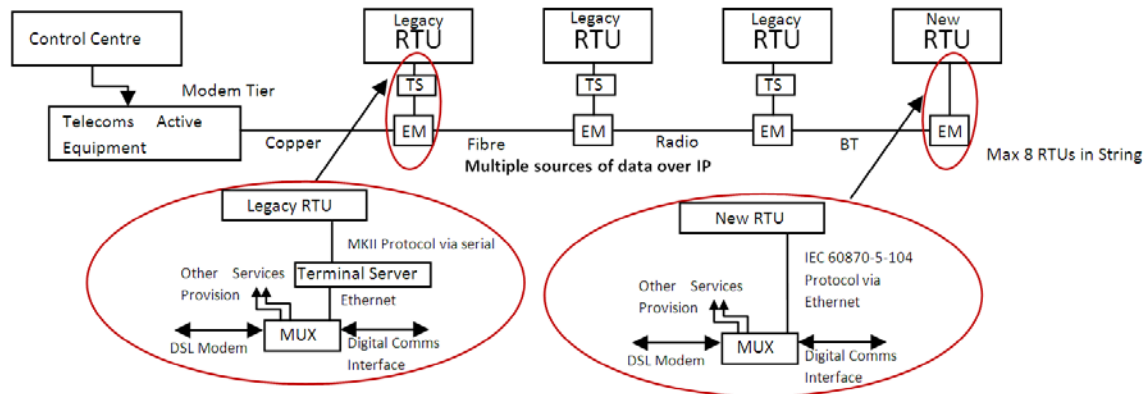 Control Centre
Legacy
RTU
Legacy
RTU
Legacy
RTU
New
RTU
TS
TS
TS
Modem Tier
Telecoms Active
Equipment
Copper
EM
Fibre
EM
Radio
EM
BT
EM
Multiple sources of data over IP
Max 8 RTUs in String
Legacy RTU
MKII Protocol via serial
Other Services
Provision
Terminal Server
Ethernet
MUX
DSL Modem
Digital Comms
Interface
New RTU
IEC 60870-5-104
Protocol via
Ethernet
Other Services
Provision
MUX
DSL Modem
Digital Comms
Interface